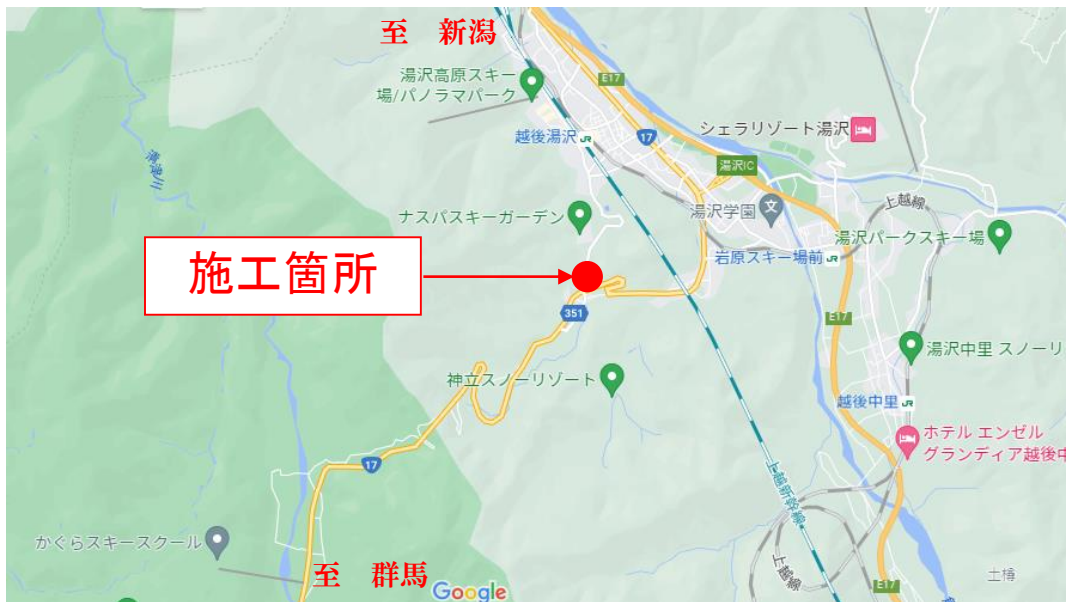 至 新潟
湯沢高原スキー
場/パノラマパーク
E17
越後湯沢 JR
17
シェラリゾート湯沢
湯沢IC
上越線
ナスパスキーガーデン
湯沢学園
文
湯沢パークスキー場
岩原スキー場前 JR
施工箇所
351
E17
湯沢中里 スノーリ
神立スノーリゾート
越後中里 JR
ホテル エンゼル
グランディア越後中
17
上越新幹線
かぐらスキースクール
上越線
至 群馬
Google
E17
土樽